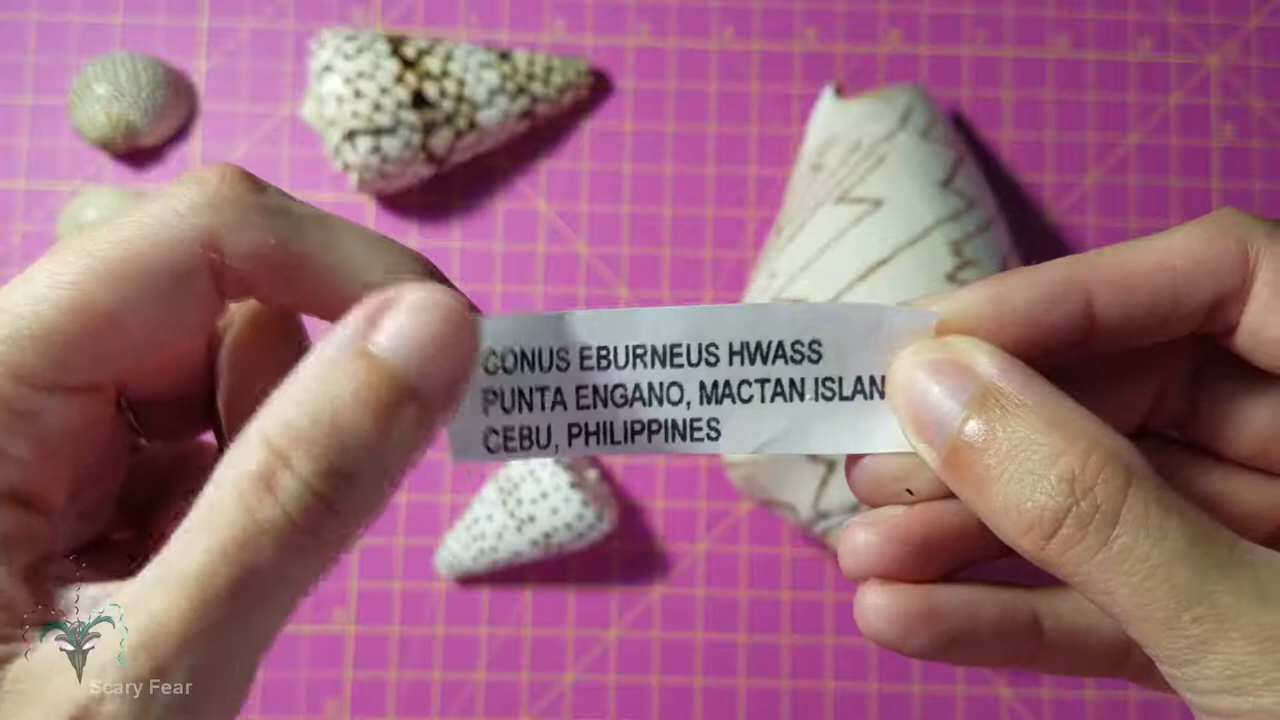 CONUS EBURNEUS HWASS
PUNTA ENGANO, MACTAN ISLAN
CEBU, PHILIPPINES
Scary Fear